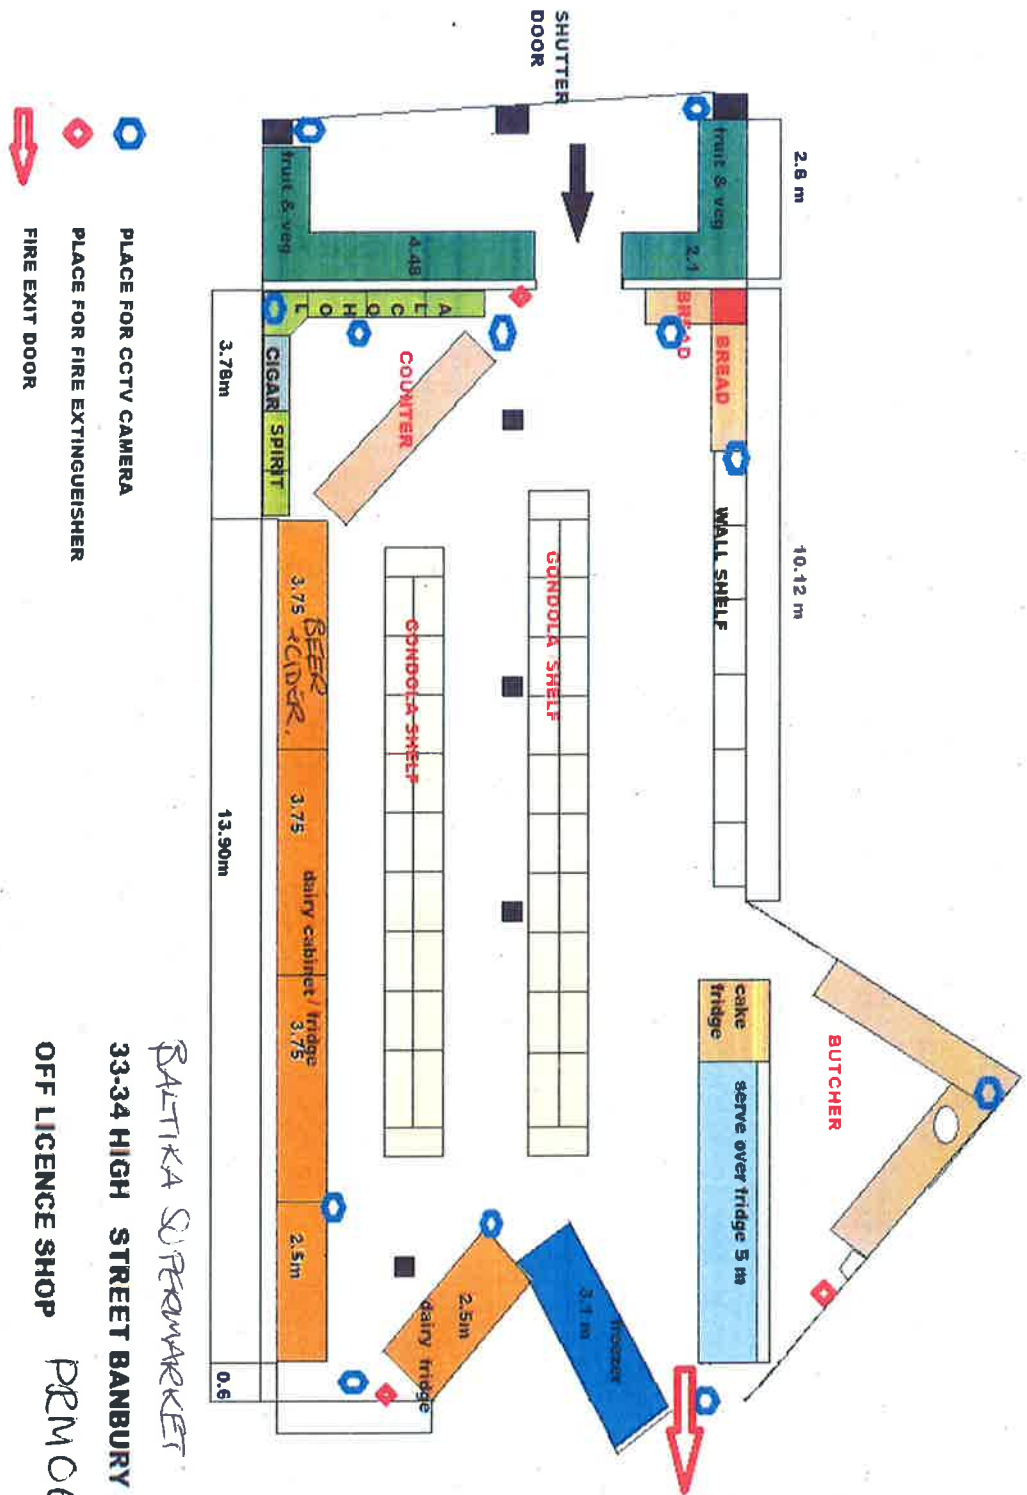 SHUTTER
DOOR
2.8 m
fruit & veg
2.1
fruit & veg
4.48
BREAD
BREAD
10.12 m
WALL SHELF
ALCOHOL
COUNTER
CIGAR
SPIRIT
3.78m
GONDOLA SHELF
GONDOLA SHELF
3.75
BEER
&CIDER.
3.75
dairy cabinet / fridge
3.75
2.5m
13.90m
0.6
cake
fridge
serve over fridge 5 m
BUTCHER
2.5m
dairy fridge
3.1 m
freezer
PLACE FOR CCTV CAMERA
PLACE FOR FIRE EXTINGUEISHER
FIRE EXIT DOOR
BALTIKA SUPERMARKET
33-34 HIGH STREET BANBURY
OFF LICENCE SHOP